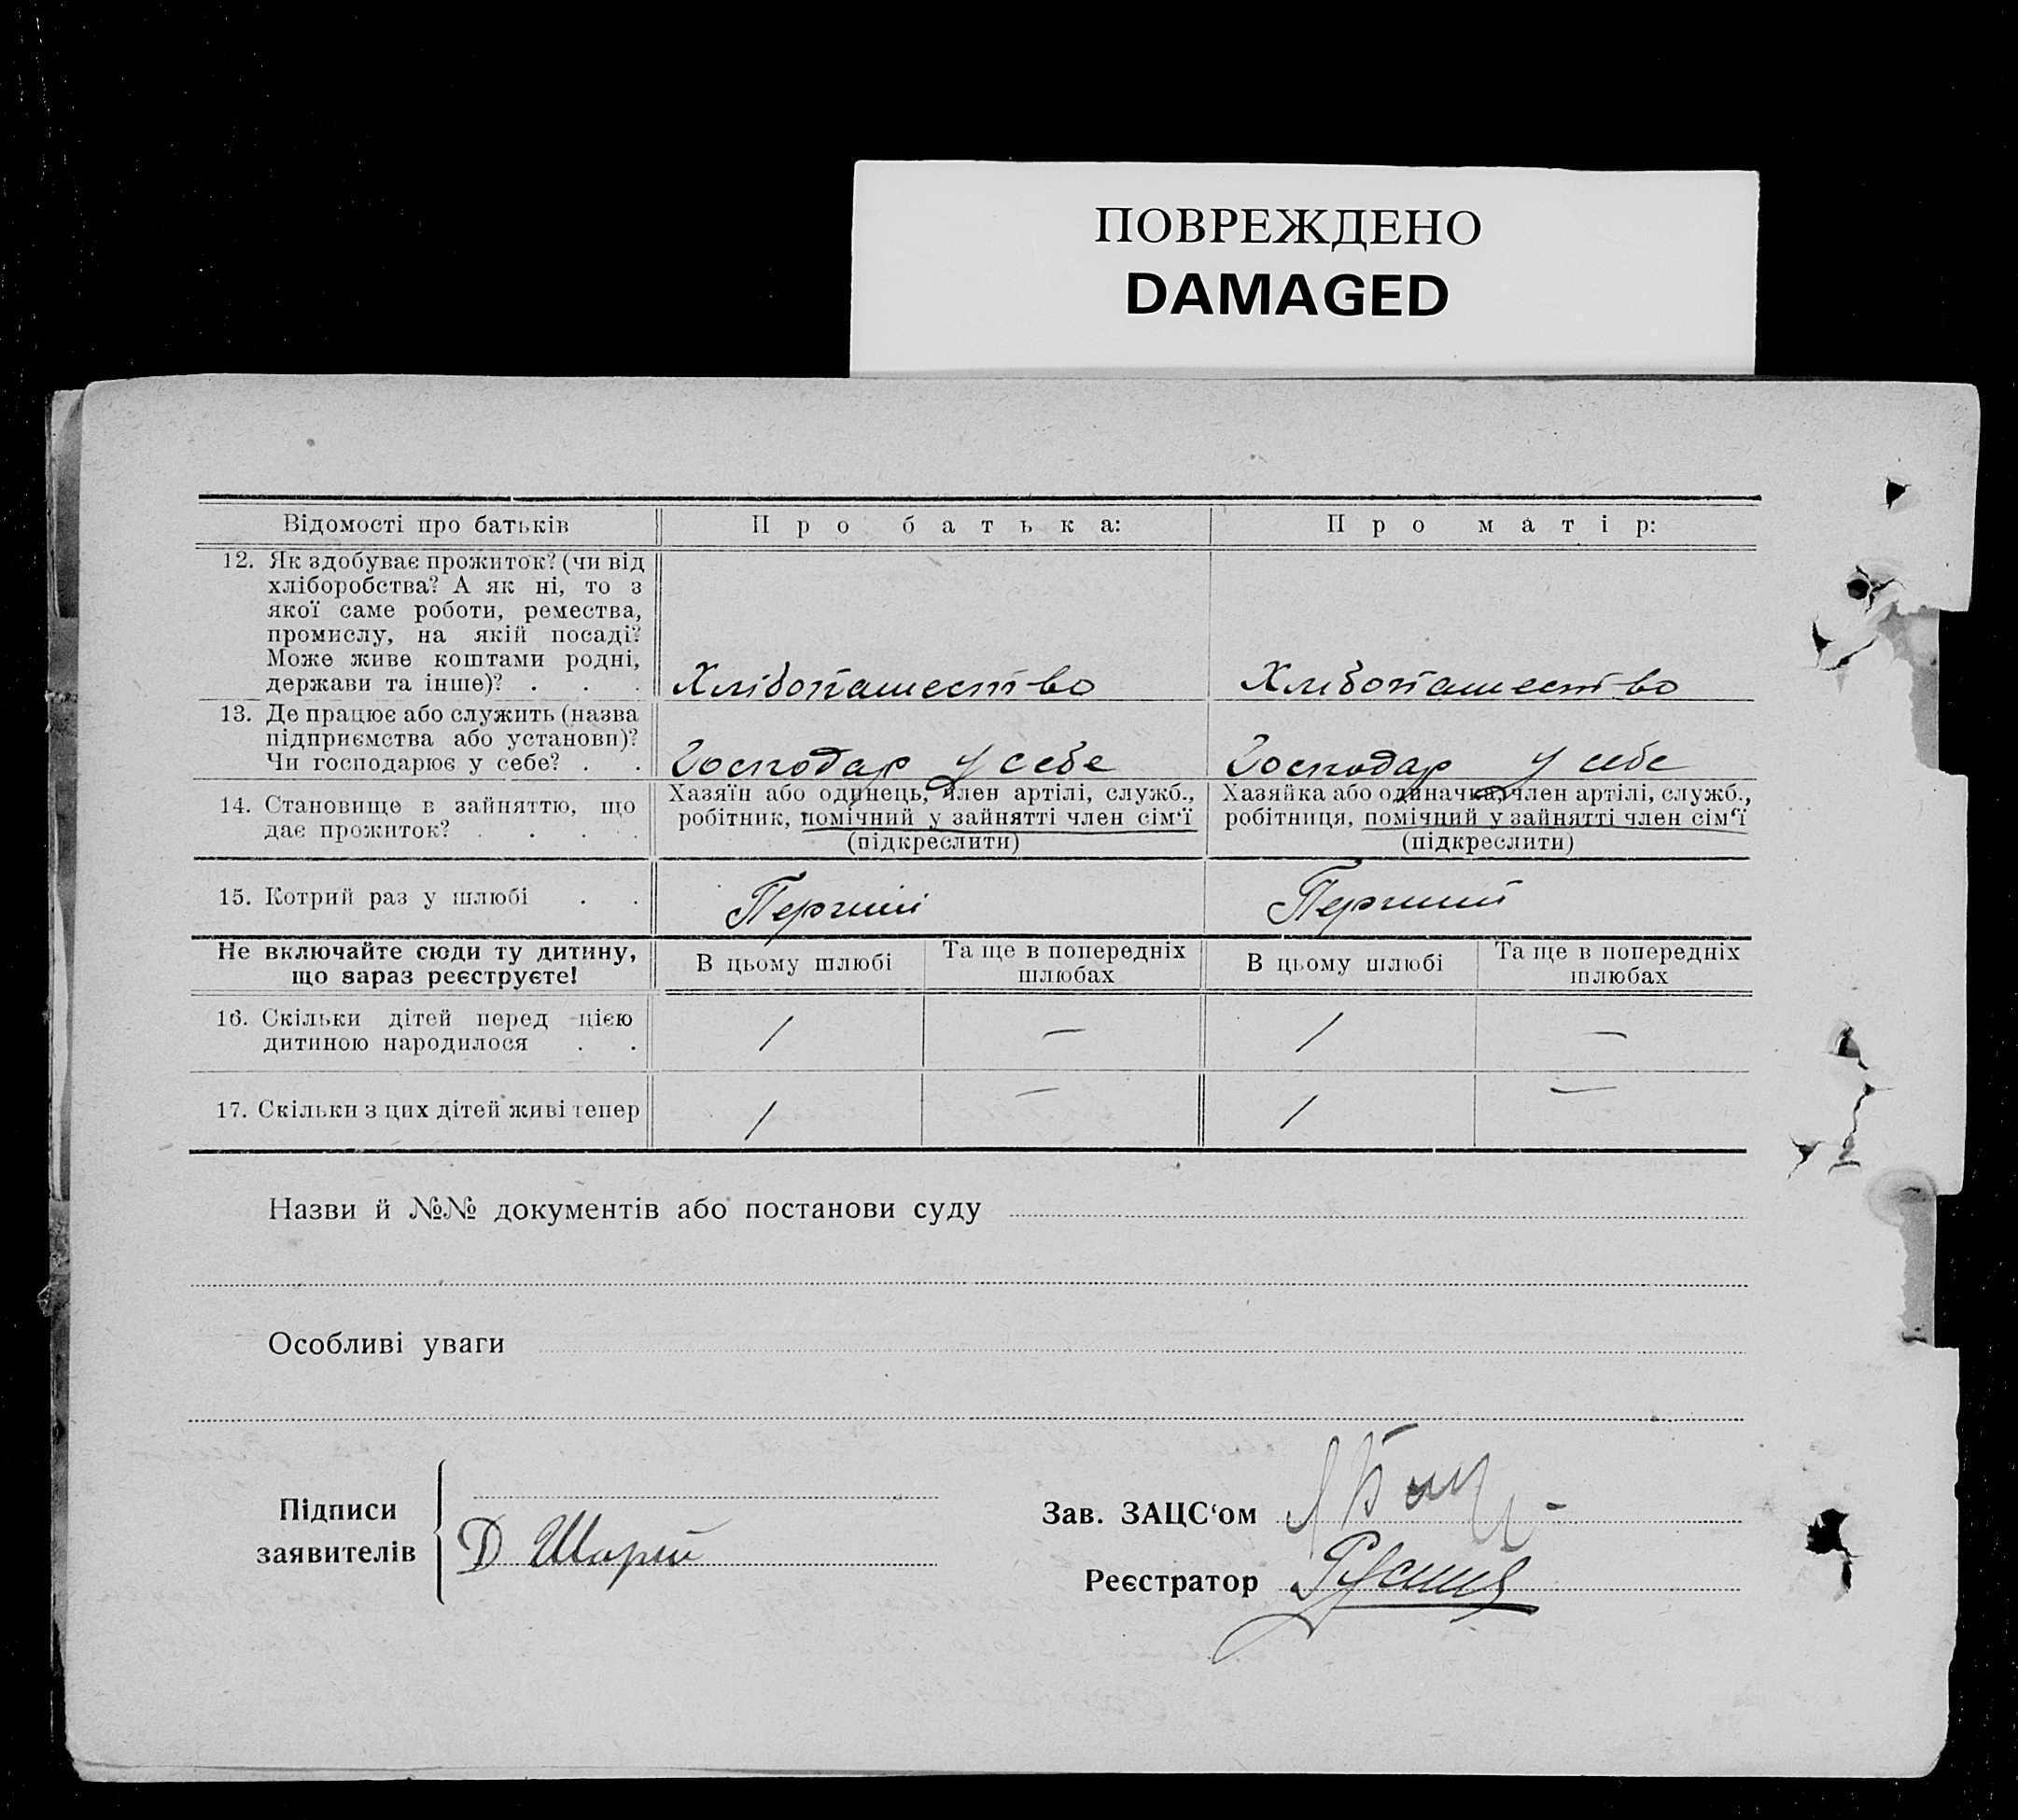 ПОВРЕЖДЕНО
DAMAGED
Відомості про батьків
Про батька:
Про матір:
12. Як здобуває прожиток? (чи від
хліборобства? А як ні, то з
якої саме роботи, ремества,
промислу, на якій посаді?
Може живе коштами родні,
держави та інше)? . . .
Хлібопашество
Хлібопашество
13. Де працює або служить (назва
підприємства або установи)?
Чи господарює у себе? . .
Господар у себе
Господар у себе
14. Становище в зайняттю, що
дає прожиток? . . . .
Хазяїн або одинець, член артілі, служб.,
робітник, помічний у зайнятті член сім‘ї
(підкреслити)
Хазяйка або одиначка, член артілі, служб.,
робітниця, помічний у зайнятті член сім‘ї
(підкреслити)
15. Котрий раз у шлюбі . .
Перший
Перший
Не включайте сюди ту дитину,
що зараз реєструєте!
В цьому шлюбі
Та ще в попередніх
шлюбах
В цьому шлюбі
Та ще в попередніх
шлюбах
16. Скільки дітей перед цією
дитиною народилося . .
1 — 1 —
17. Скільки з цих дітей живі тепер
1 — 1 —
Назви й №№ документів або постанови суду
Особливі уваги
Підписи
заявителів
Д Шарий
Зав. ЗАЦС‘ом
Реєстратор